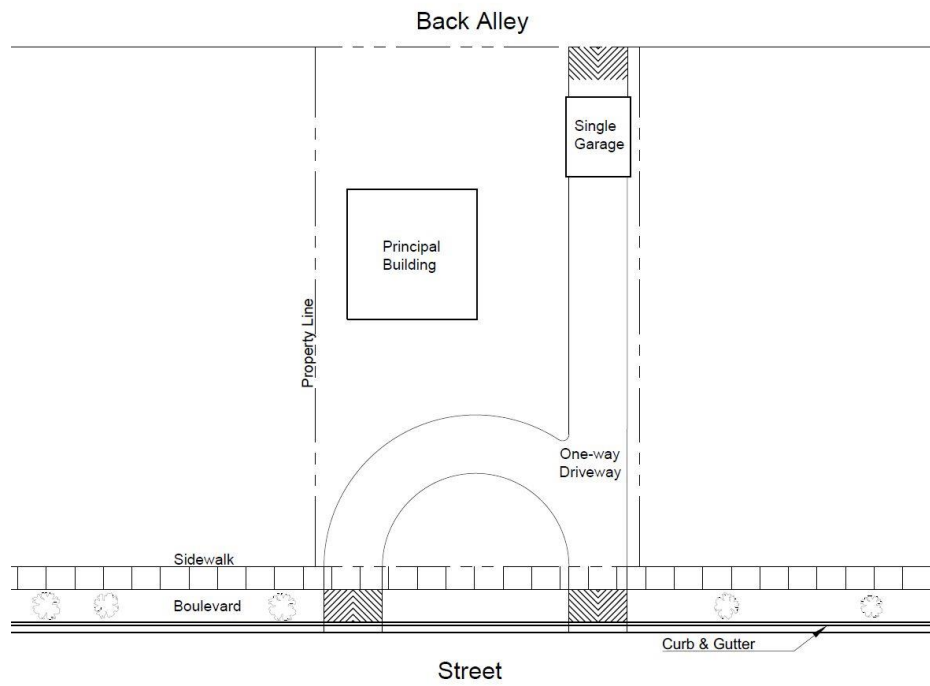 Back Alley
Single
Garage
Principal
Building
Property Line
One-way
Driveway
Sidewalk
Boulevard
Curb & Gutter
Street